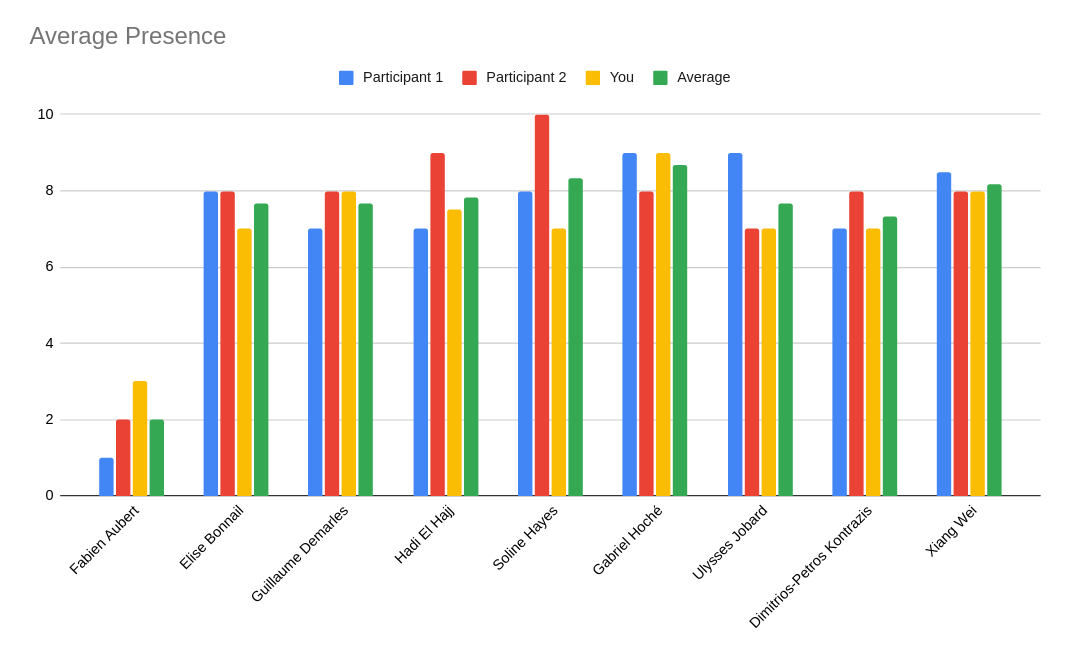 Average Presence
Participant 1 Participant 2 You Average
10
8
6
4
2
0
Fabien Aubert
Elise Bonnail
Guillaume Demarles
Hadi El Hajj
Soline Hayes
Gabriel Hoché
Ulysses Jobard
Dimitrios-Petros Kontrazis
Xiang Wei